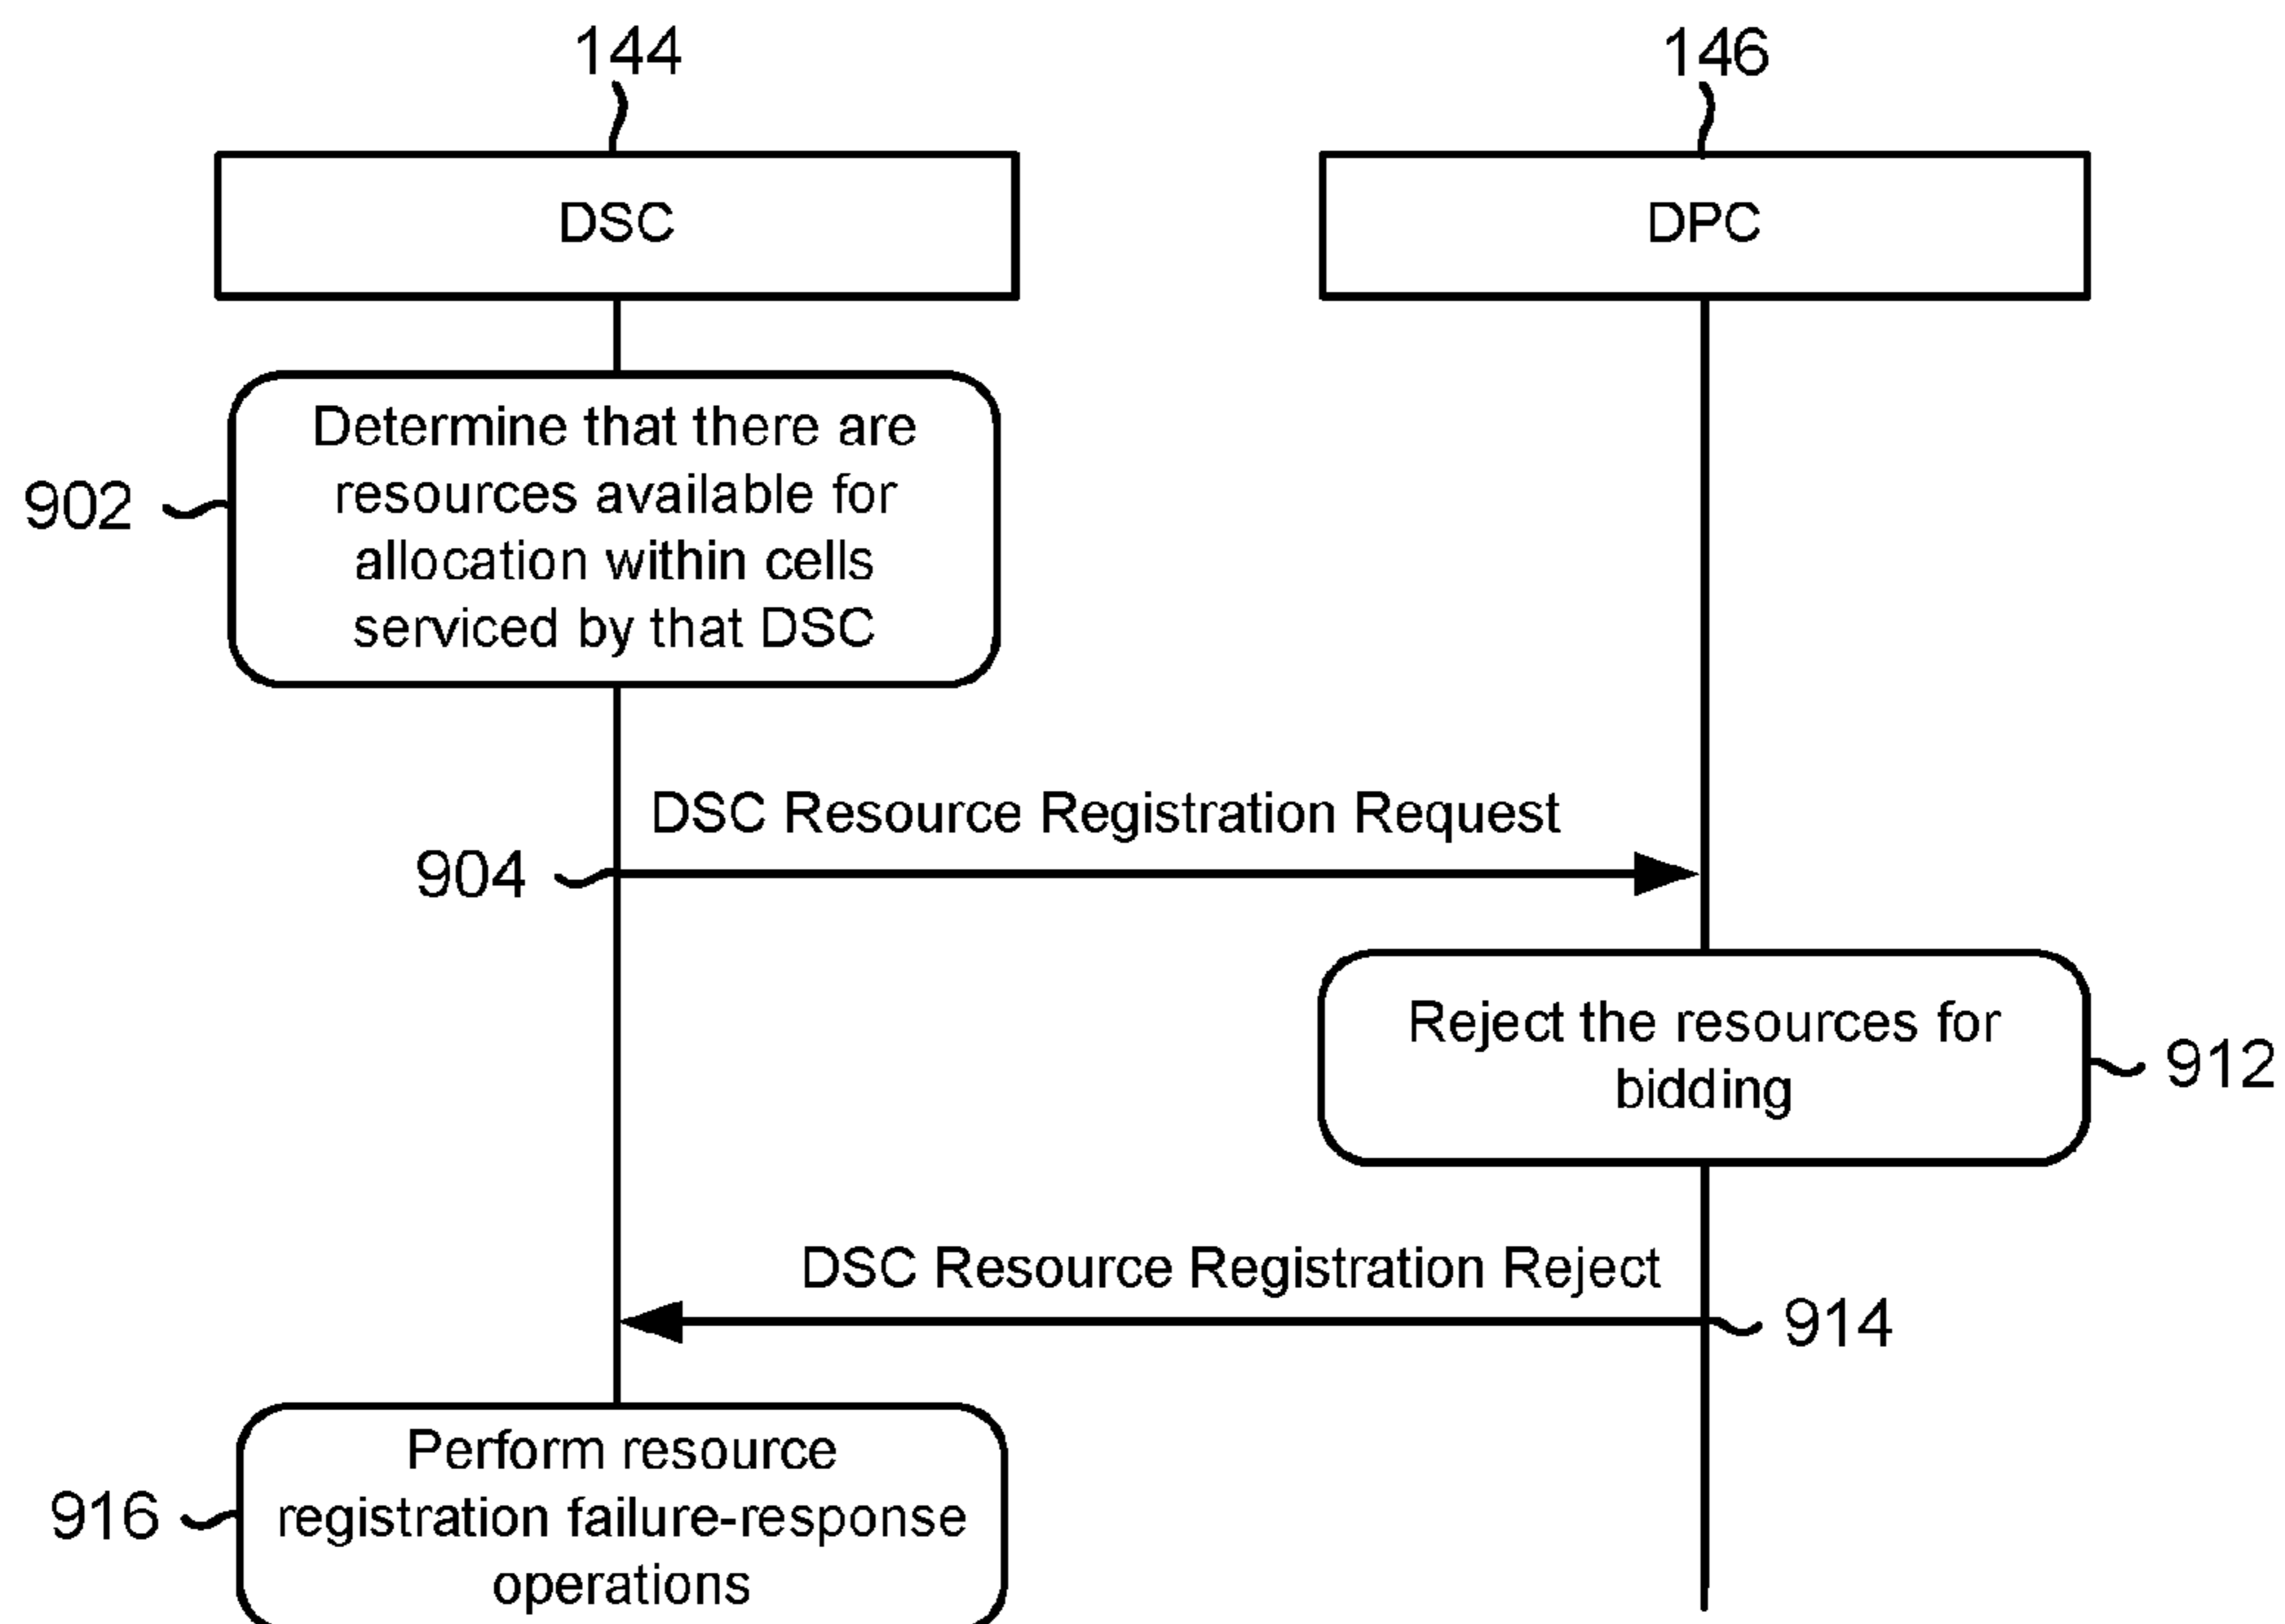 144
146
DSC
DPC
902
Determine that there are
resources available for
allocation within cells
serviced by that DSC
DSC Resource Registration Request
904
Reject the resources for
bidding
912
DSC Resource Registration Reject
914
916
Perform resource
registration failure-response
operations